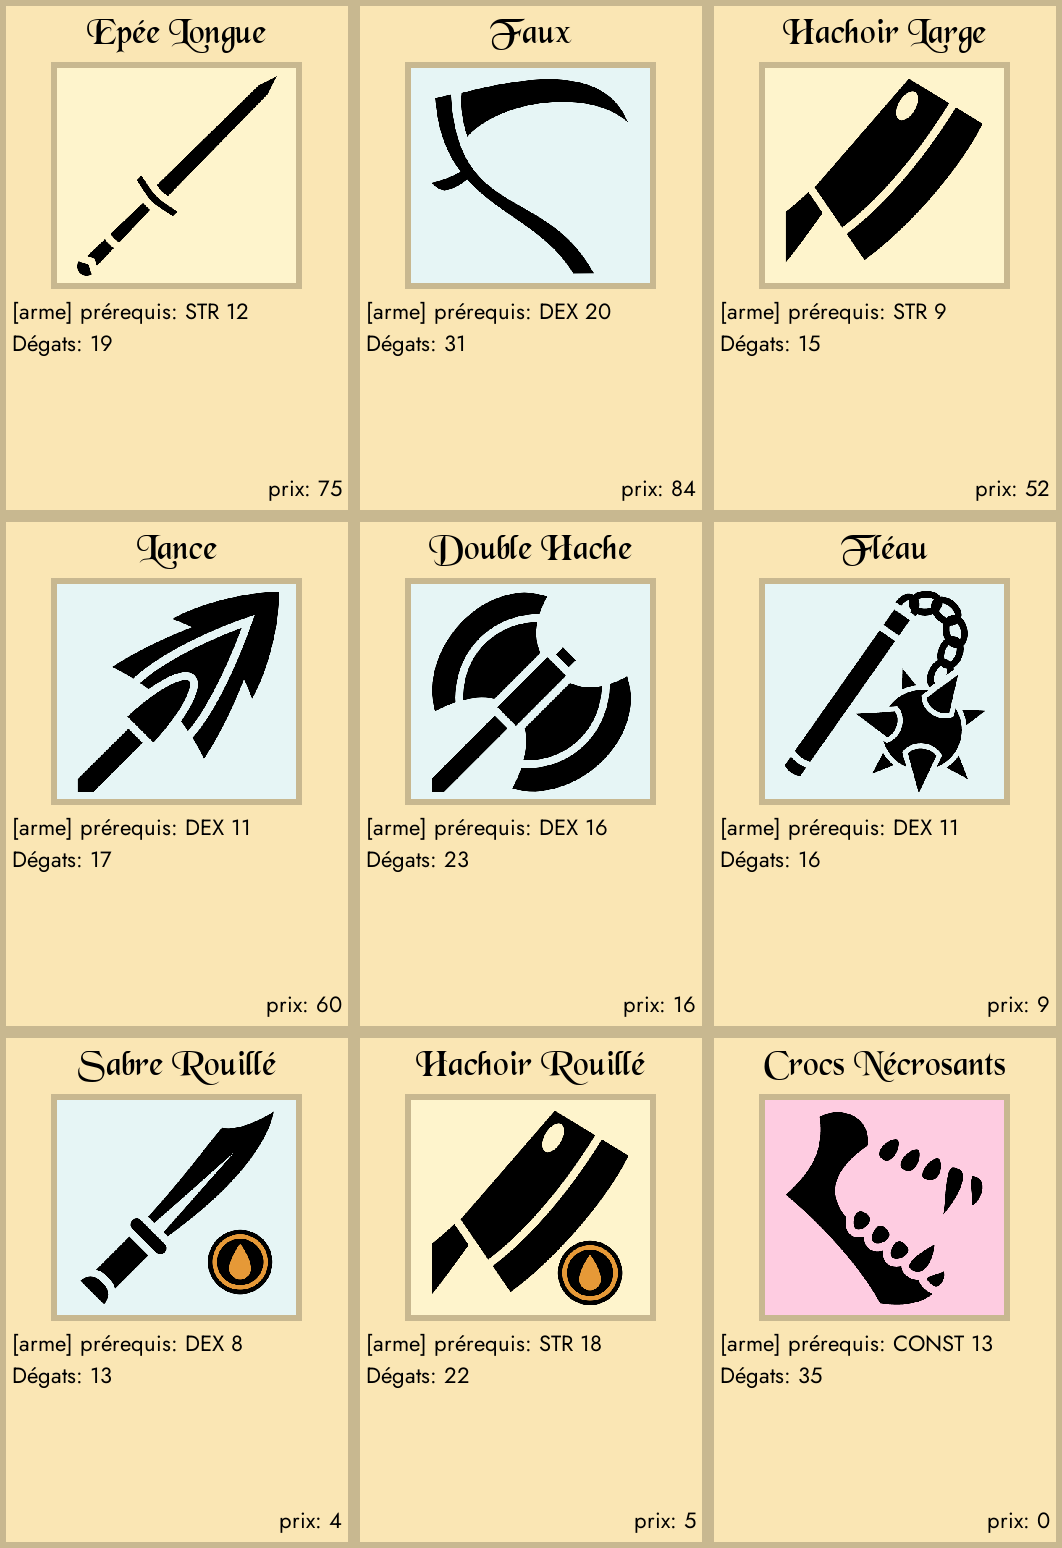 Epée Longue
[arme] prérequis: STR 12
Dégats: 19
prix: 75
Faux
[arme] prérequis: DEX 20
Dégats: 31
prix: 84
Hachoir Large
[arme] prérequis: STR 9
Dégats: 15
prix: 52
Lance
[arme] prérequis: DEX 11
Dégats: 17
prix: 60
Double Hache
[arme] prérequis: DEX 16
Dégats: 23
prix: 16
Fléau
[arme] prérequis: DEX 11
Dégats: 16
prix: 9
Sabre Rouillé
[arme] prérequis: DEX 8
Dégats: 13
prix: 4
Hachoir Rouillé
[arme] prérequis: STR 18
Dégats: 22
prix: 5
Crocs Nécrosants
[arme] prérequis: CONST 13
Dégats: 35
prix: 0